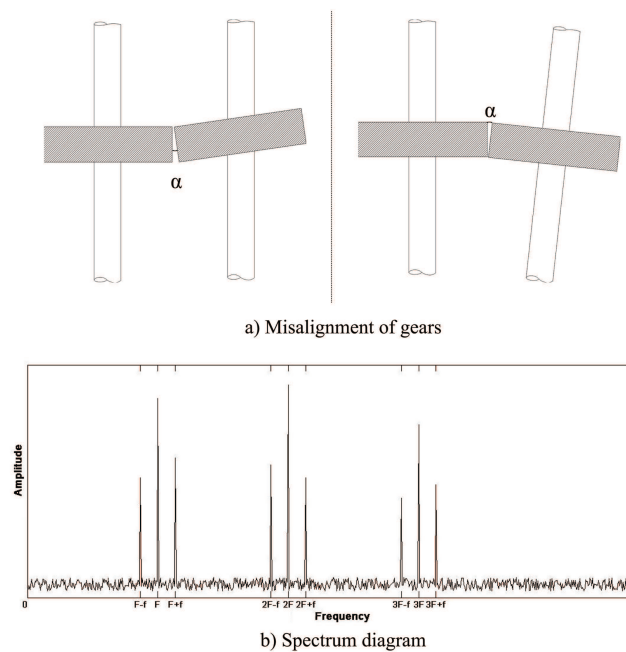 α
α
a) Misalignment of gears
Amplitude
0
F-f F F+f 2F-f 2F 2F+f 3F-f 3F 3F+f
Frequency
b) Spectrum diagram